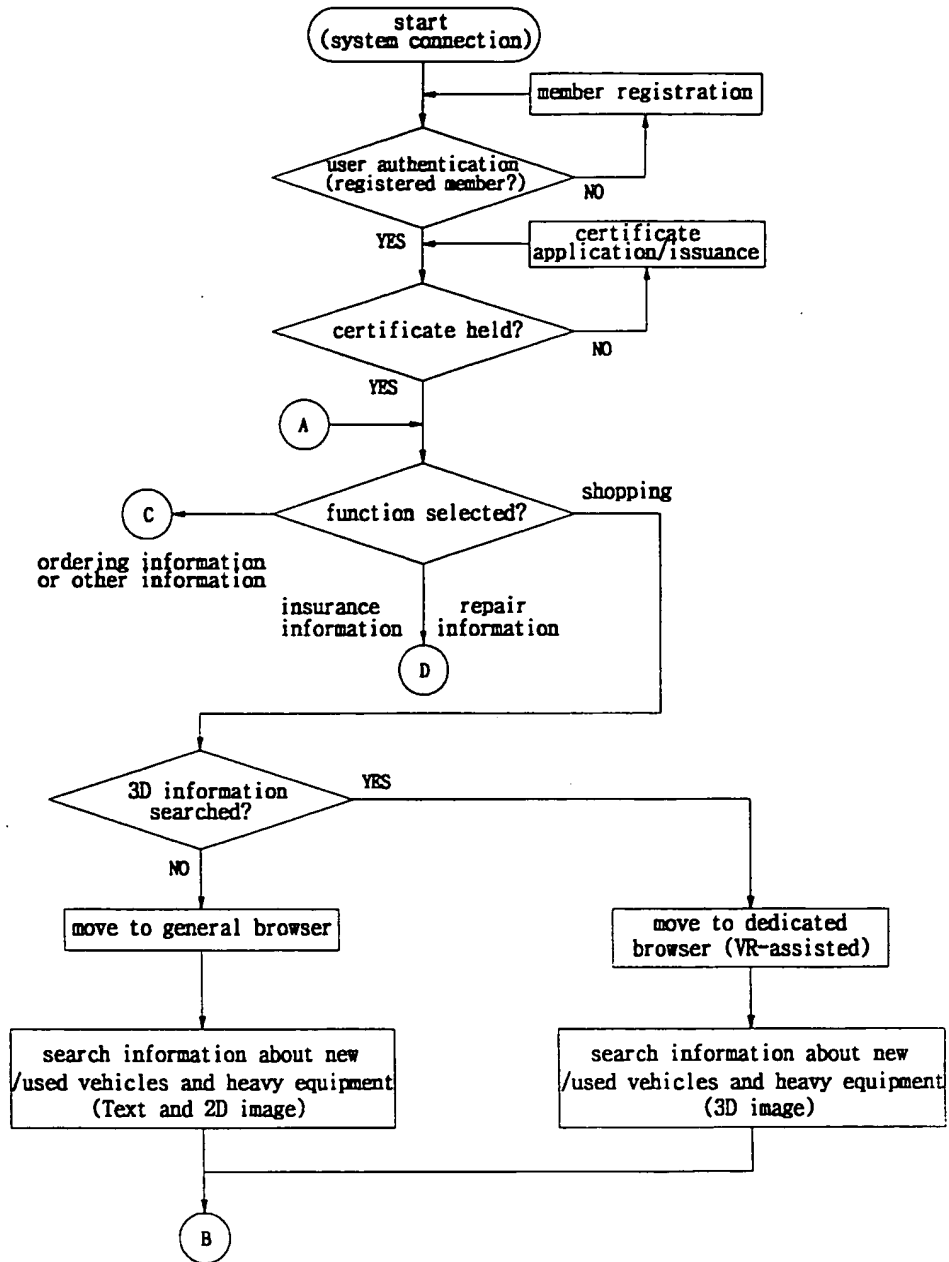 start
(system connection)
member registration
user authentication
(registered member?)
NO
YES
certificate
application/issuance
certificate held?
NO
YES
A
shopping
function selected?
C
ordering information
or other information
insurance
information
repair
information
D
3D information
searched?
YES
NO
move to general browser
move to dedicated
browser (VR-assisted)
search information about new
/used vehicles and heavy equipment
(Text and 2D image)
search information about new
/used vehicles and heavy equipment
(3D image)
B